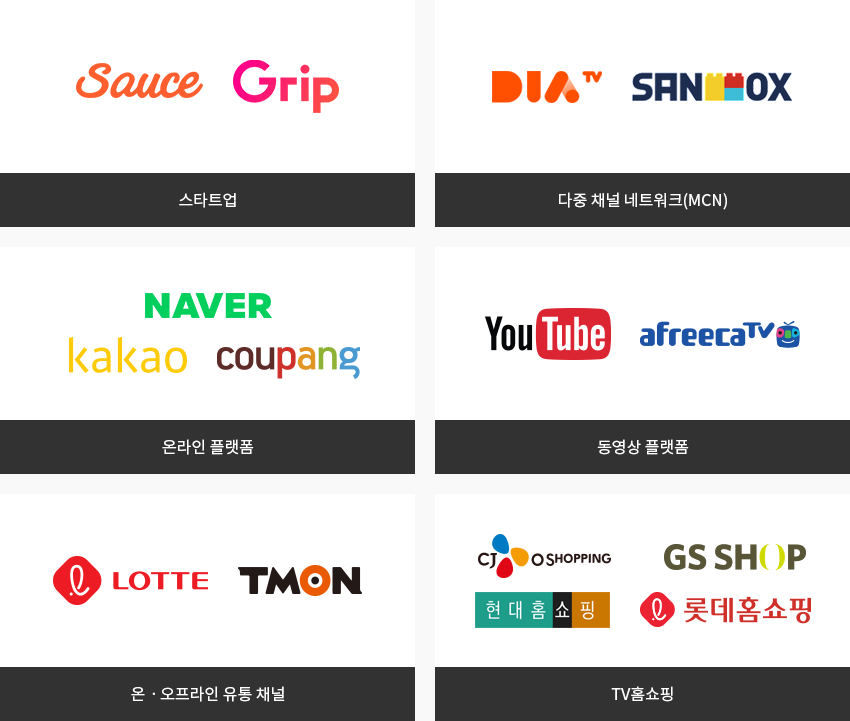 Sauce Grip
스타트업
DIA TV SANDBOX
다중 채널 네트워크(MCN)
NAVER
kakao coupang
온라인 플랫폼
YouTube afreecaTV
동영상 플랫폼
LOTTE TMON
온·오프라인 유통 채널
CJ O SHOPPING GS SHOP
현대홈쇼핑 롯데홈쇼핑
TV홈쇼핑